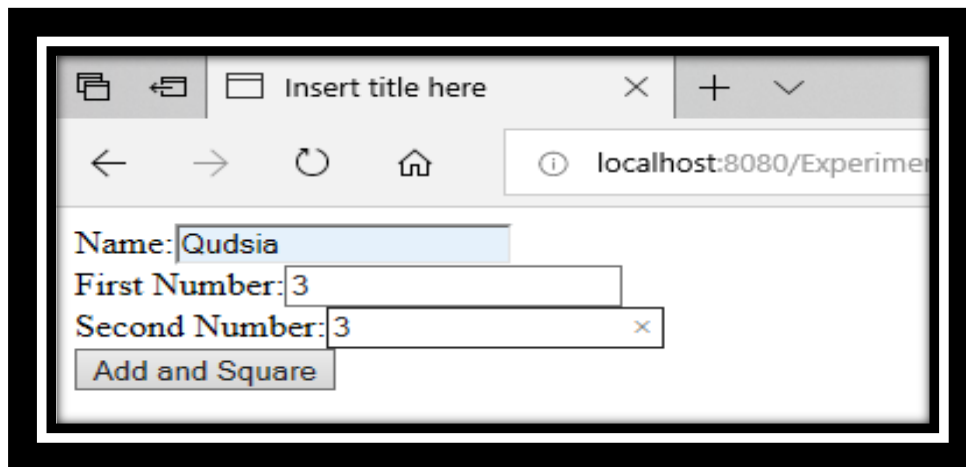 Insert title here
localhost:8080/Experimen
Name: Qudsia
First Number: 3
Second Number: 3
Add and Square